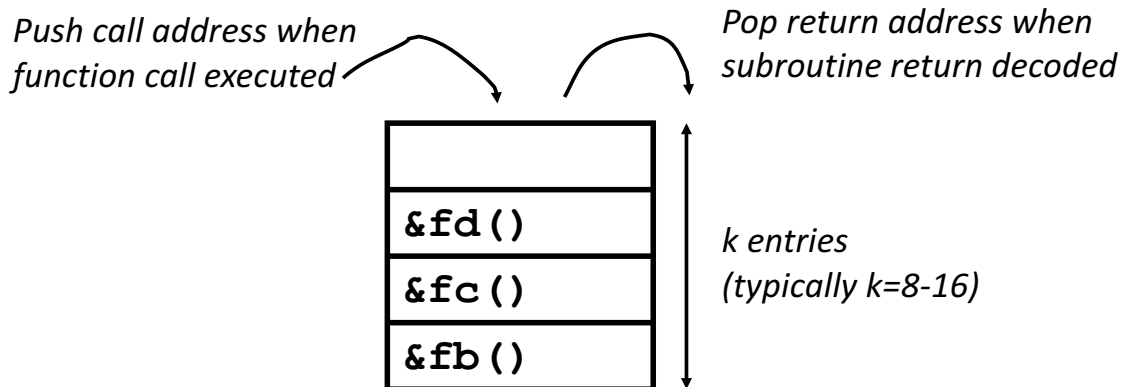 Push call address when
function call executed
Pop return address when
subroutine return decoded
&fd()
&fc()
&fb()
k entries
(typically k=8-16)